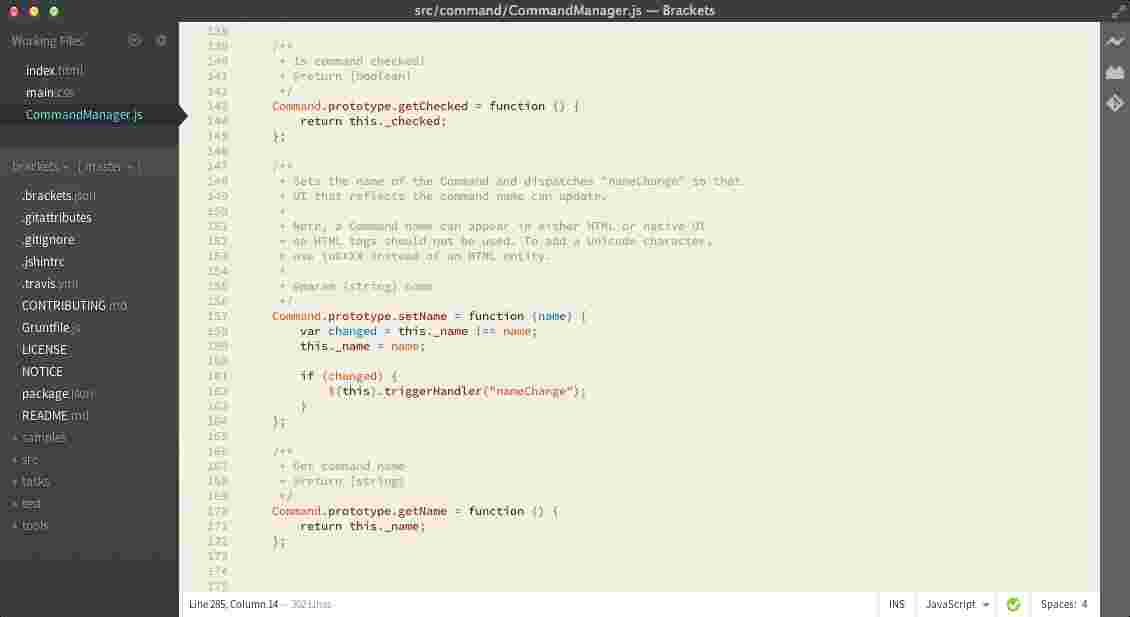 src/command/CommandManager.js — Brackets
Working Files
index.html
main.css
CommandManager.js
brackets [ master ]
.brackets.json
.gitattributes
.gitignore
.jshintrc
.travis.yml
CONTRIBUTING.md
Gruntfile.js
LICENSE
NOTICE
package.json
README.md
samples
src
tasks
test
tools
138
139 /**
140 * Is command checked?
141 * @return {boolean}
142 */
143 Command.prototype.getChecked = function () {
144 return this._checked;
145 };
146
147 /**
148 * Sets the name of the Command and dispatches "nameChange" so that
149 * UI that reflects the command name can update.
150 *
151 * Note, a Command name can appear in either HTML or native UI
152 * so HTML tags should not be used. To add a Unicode character,
153 * use \uXXXX instead of an HTML entity.
154 *
155 * @param {string} name
156 */
157 Command.prototype.setName = function (name) {
158 var changed = this._name !== name;
159 this._name = name;
160
161 if (changed) {
162 $(this).triggerHandler("nameChange");
163 }
164 };
165
166 /**
167 * Get command name
168 * @return {string}
169 */
170 Command.prototype.getName = function () {
171 return this._name;
172 };
173
174
175
Line 285, Column 14 — 302 Lines
INS JavaScript Spaces: 4